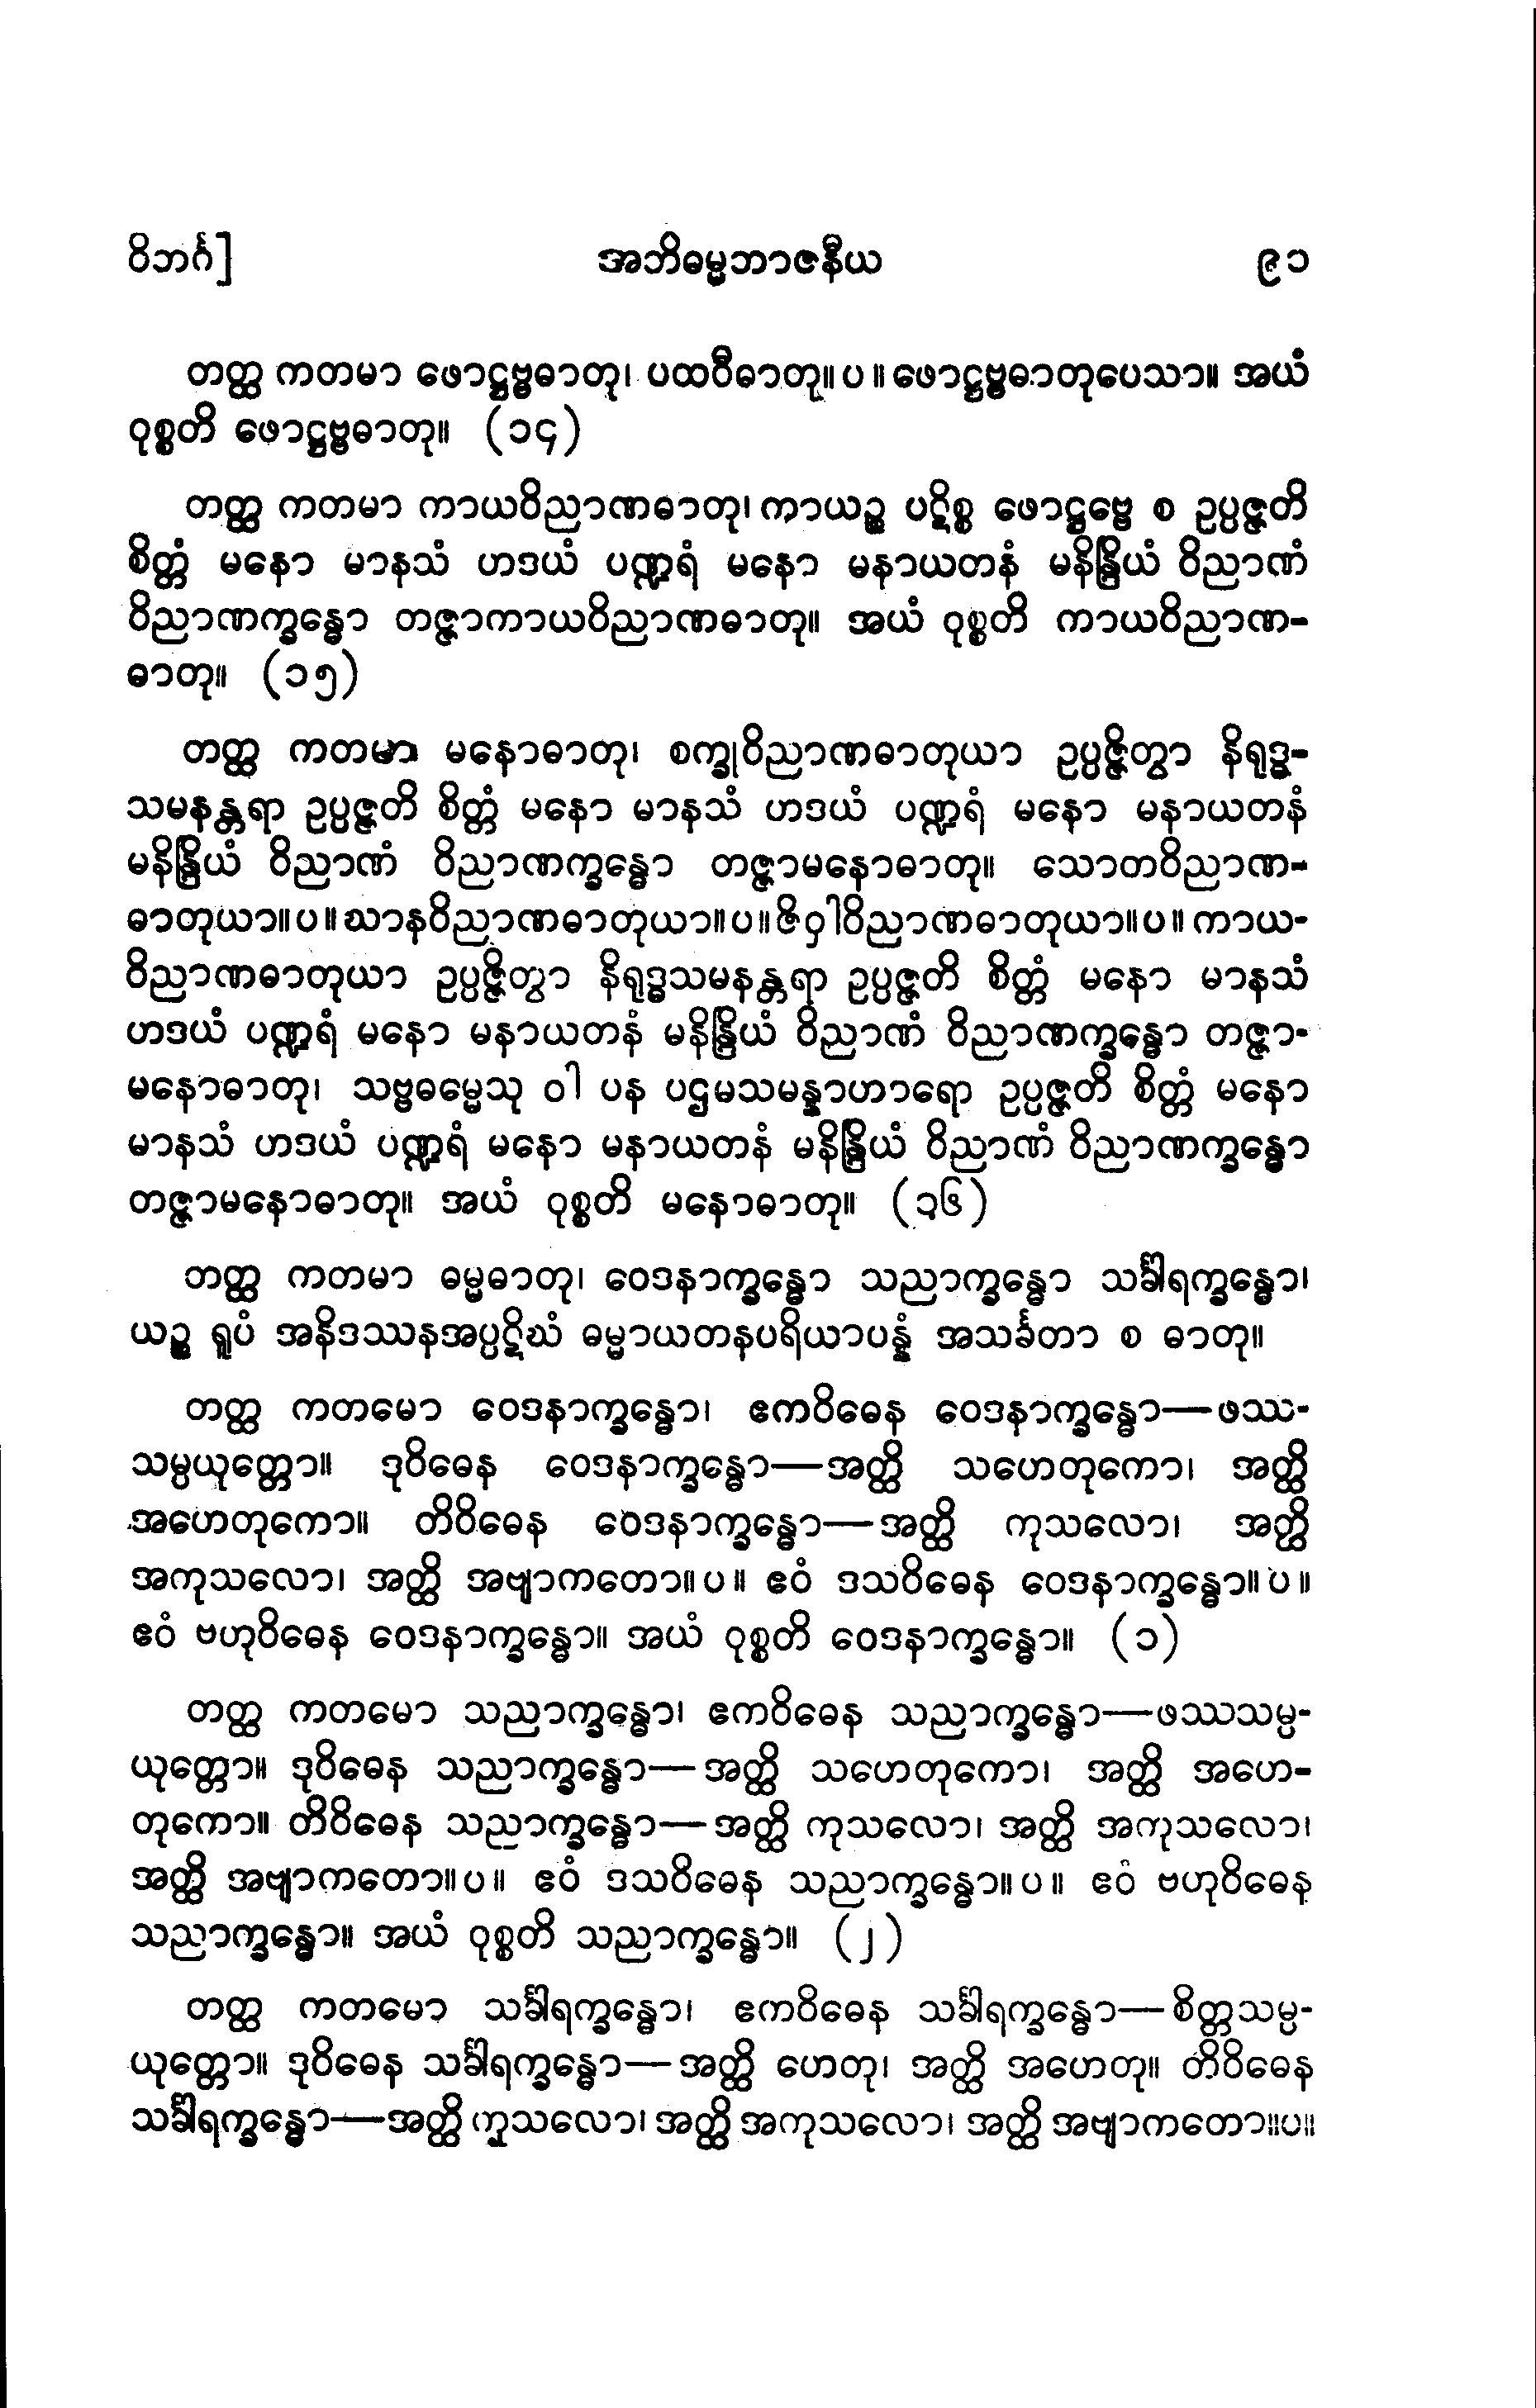 ဝိဘင်္ဂ] အဘိဓမ္မဘာဇနီယ ၉၁
တတ္ထ ကတမာ ဖောဋ္ဌဗ္ဗဓာတု၊ ပထဝီဓာတု။ ပ ။ ဖောဋ္ဌဗ္ဗဓာတုပေသာ။ အယံ
ဝုစ္စတိ ဖောဋ္ဌဗ္ဗဓာတု။ (၁၄)
တတ္ထ ကတမာ ကာယဝိညာဏဓာတု၊ ကာယဉ္စ ပဋိစ္စ ဖောဋ္ဌဗ္ဗေ စ ဥပ္ပဇ္ဇတိ
စိတ္တံ မနော မာနသံ ဟဒယံ ပဏ္ဍရံ မနော မနာယတနံ မနိန္ဒြိယံ ဝိညာဏံ
ဝိညာဏက္ခန္ဓော တဇ္ဇာကာယဝိညာဏဓာတု။ အယံ ဝုစ္စတိ ကာယဝိညာဏ-
ဓာတု။ (၁၅)
တတ္ထ ကတမာ မနောဓာတု၊ စက္ခုဝိညာဏဓာတုယာ ဥပ္ပဇ္ဇိတွာ နိရုဒ္ဓ-
သမနန္တရာ ဥပ္ပဇ္ဇတိ စိတ္တံ မနော မာနသံ ဟဒယံ ပဏ္ဍရံ မနော မနာယတနံ
မနိန္ဒြိယံ ဝိညာဏံ ဝိညာဏက္ခန္ဓော တဇ္ဇာမနောဓာတု။ သောတဝိညာဏ-
ဓာတုယာ။ ပ ။ ဃာနဝိညာဏဓာတုယာ။ ပ ။ ဇိဝှါဝိညာဏဓာတုယာ။ ပ ။ ကာယ-
ဝိညာဏဓာတုယာ ဥပ္ပဇ္ဇိတွာ နိရုဒ္ဓသမနန္တရာ ဥပ္ပဇ္ဇတိ စိတ္တံ မနော မာနသံ
ဟဒယံ ပဏ္ဍရံ မနော မနာယတနံ မနိန္ဒြိယံ ဝိညာဏံ ဝိညာဏက္ခန္ဓော တဇ္ဇာ-
မနောဓာတု၊ သဗ္ဗဓမ္မေသု ဝါ ပန ပဌမသမန္နာဟာရော ဥပ္ပဇ္ဇတိ စိတ္တံ မနော
မာနသံ ဟဒယံ ပဏ္ဍရံ မနော မနာယတနံ မနိန္ဒြိယံ ဝိညာဏံ ဝိညာဏက္ခန္ဓော
တဇ္ဇာမနောဓာတု။ အယံ ဝုစ္စတိ မနောဓာတု။ (၁၆)
တတ္ထ ကတမာ ဓမ္မဓာတု၊ ဝေဒနာက္ခန္ဓော သညာက္ခန္ဓော သင်္ခါရက္ခန္ဓော၊
ယဉ္စ ရူပံ အနိဒဿနအပ္ပဋိဃံ ဓမ္မာယတနပရိယာပန္နံ အသင်္ခတာ စ ဓာတု။
တတ္ထ ကတမော ဝေဒနာက္ခန္ဓော၊ ဧကဝိဓေန ဝေဒနာက္ခန္ဓော—ဖဿ-
သမ္ပယုတ္တော။ ဒုဝိဓေန ဝေဒနာက္ခန္ဓော—အတ္ထိ သဟေတုကော၊ အတ္ထိ
အဟေတုကော။ တိဝိဓေန ဝေဒနာက္ခန္ဓော—အတ္ထိ ကုသလော၊ အတ္ထိ
အကုသလော၊ အတ္ထိ အဗျာကတော။ ပ ။ ဧဝံ ဒသဝိဓေန ဝေဒနာက္ခန္ဓော။ ပ ။
ဧဝံ ဗဟုဝိဓေန ဝေဒနာက္ခန္ဓော။ အယံ ဝုစ္စတိ ဝေဒနာက္ခန္ဓော။ (၁)
တတ္ထ ကတမော သညာက္ခန္ဓော၊ ဧကဝိဓေန သညာက္ခန္ဓော—ဖဿသမ္ပ-
ယုတ္တော။ ဒုဝိဓေန သညာက္ခန္ဓော—အတ္ထိ သဟေတုကော၊ အတ္ထိ အဟေ-
တုကော။ တိဝိဓေန သညာက္ခန္ဓော—အတ္ထိ ကုသလော၊ အတ္ထိ အကုသလော၊
အတ္ထိ အဗျာကတော။ ပ ။ ဧဝံ ဒသဝိဓေန သညာက္ခန္ဓော။ ပ ။ ဧဝံ ဗဟုဝိဓေန
သညာက္ခန္ဓော။ အယံ ဝုစ္စတိ သညာက္ခန္ဓော။ (၂)
တတ္ထ ကတမော သင်္ခါရက္ခန္ဓော၊ ဧကဝိဓေန သင်္ခါရက္ခန္ဓော—စိတ္တသမ္ပ-
ယုတ္တော။ ဒုဝိဓေန သင်္ခါရက္ခန္ဓော—အတ္ထိ ဟေတု၊ အတ္ထိ အဟေတု။ တိဝိဓေန
သင်္ခါရက္ခန္ဓော—အတ္ထိ ကုသလော၊ အတ္ထိ အကုသလော၊ အတ္ထိ အဗျာကတော။ပ။